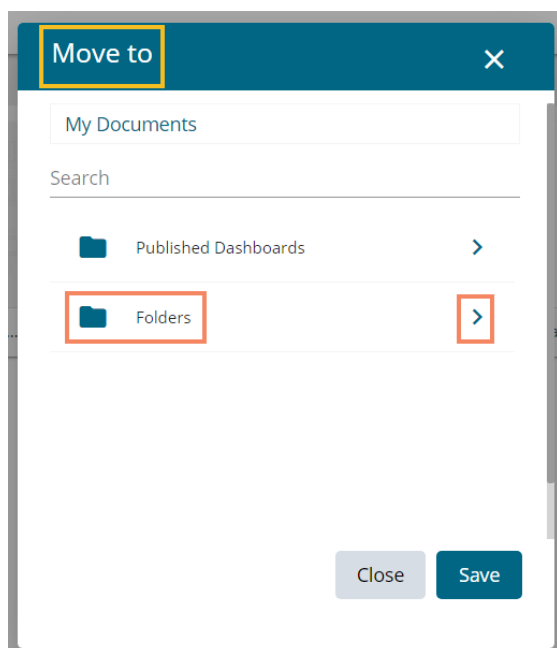 Move to
My Documents
Search
Published Dashboards
Folders
Close Save